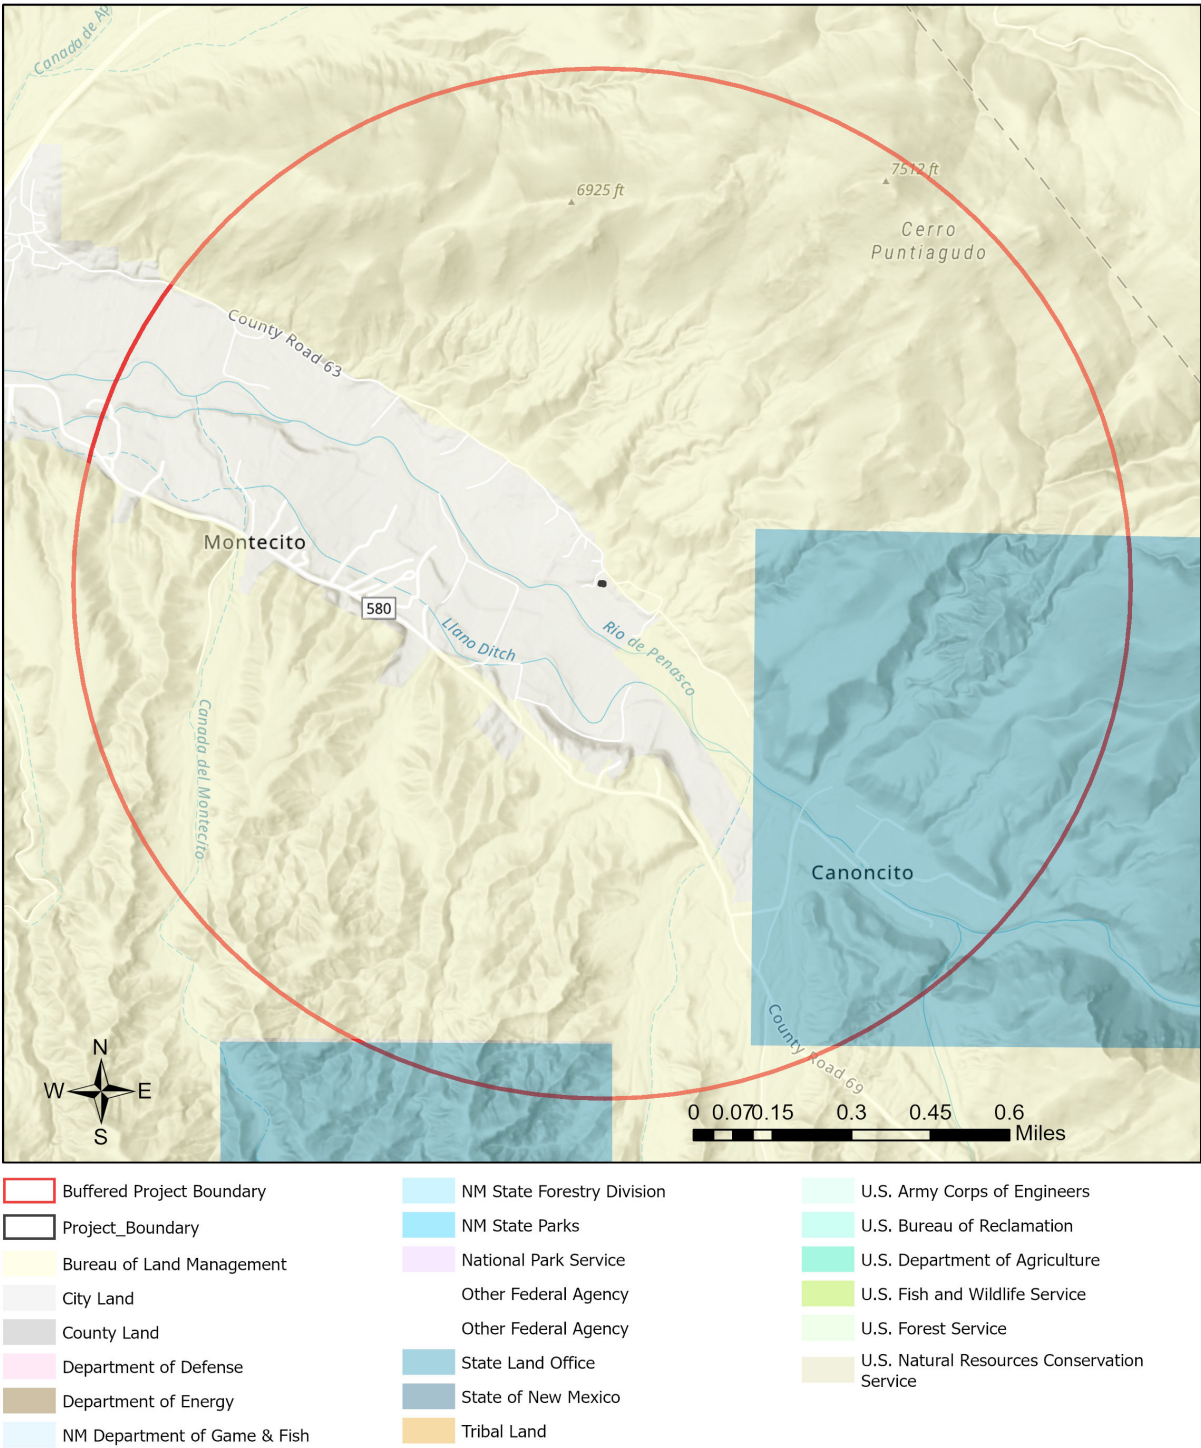 Canada de Ap
7512 ft
6925 ft
Cerro
Puntiagudo
County Road 63
Montecito
580
Llano Ditch
Rio de Penasco
Canada del Montecito
Canoncito
County Road 69
N
W E
S
0 0.07 0.15 0.3 0.45 0.6
Miles
Buffered Project Boundary
Project_Boundary
Bureau of Land Management
City Land
County Land
Department of Defense
Department of Energy
NM Department of Game & Fish
NM State Forestry Division
NM State Parks
National Park Service
Other Federal Agency
Other Federal Agency
State Land Office
State of New Mexico
Tribal Land
U.S. Army Corps of Engineers
U.S. Bureau of Reclamation
U.S. Department of Agriculture
U.S. Fish and Wildlife Service
U.S. Forest Service
U.S. Natural Resources Conservation
Service